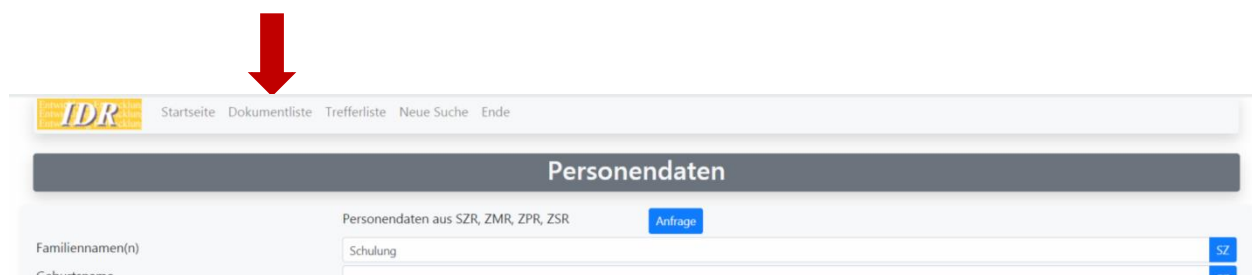 IDR Startseite Dokumentliste Trefferliste Neue Suche Ende
Personendaten
Personendaten aus SZR, ZMR, ZPR, ZSR Anfrage
Familiennamen(n) Schulung SZ